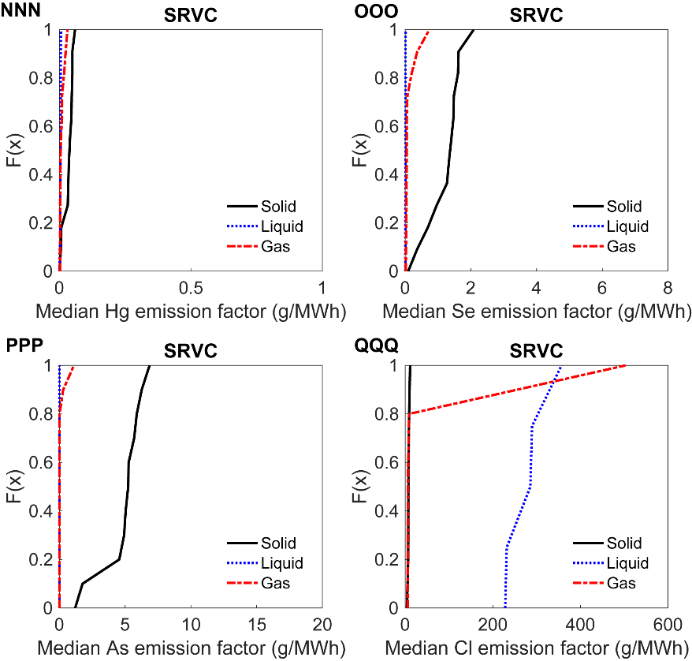 NNN
SRVC
F(x)
1
0.8
0.6
0.4
0.2
0
Solid
Liquid
Gas
0
0.5
1
Median Hg emission factor (g/MWh)
OOO
SRVC
F(x)
1
0.8
0.6
0.4
0.2
0
Solid
Liquid
Gas
0
2
4
6
8
Median Se emission factor (g/MWh)
PPP
SRVC
F(x)
1
0.8
0.6
0.4
0.2
0
Solid
Liquid
Gas
0
5
10
15
20
Median As emission factor (g/MWh)
QQQ
SRVC
F(x)
1
0.8
0.6
0.4
0.2
0
Solid
Liquid
Gas
0
200
400
600
Median Cl emission factor (g/MWh)